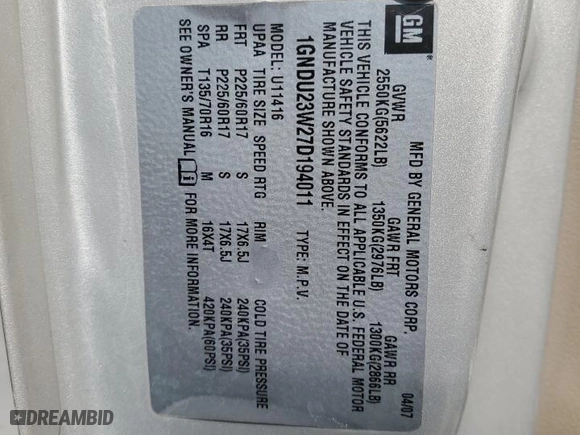 GM ®
MFD BY GENERAL MOTORS CORP. 04/07
GVWR GAWR FRT GAWR RR
2550KG(5622LB) 1350KG(2976LB) 1300KG(2866LB)
THIS VEHICLE CONFORMS TO ALL APPLICABLE U.S. FEDERAL MOTOR
VEHICLE SAFETY STANDARDS IN EFFECT ON THE DATE OF
MANUFACTURE SHOWN ABOVE.
1GNDU23W27D194011 TYPE: M.P.V.
MODEL: U11416
UPAA TIRE SIZE SPEED RTG RIM COLD TIRE PRESSURE
FRT P225/60R17 S 17X6.5J 240KPA(35PSI)
RR P225/60R17 S 17X6.5J 240KPA(35PSI)
SPA T135/70R16 M 16X4T 420KPA(60PSI)
SEE OWNER'S MANUAL i FOR MORE INFORMATION.
DREAMBID